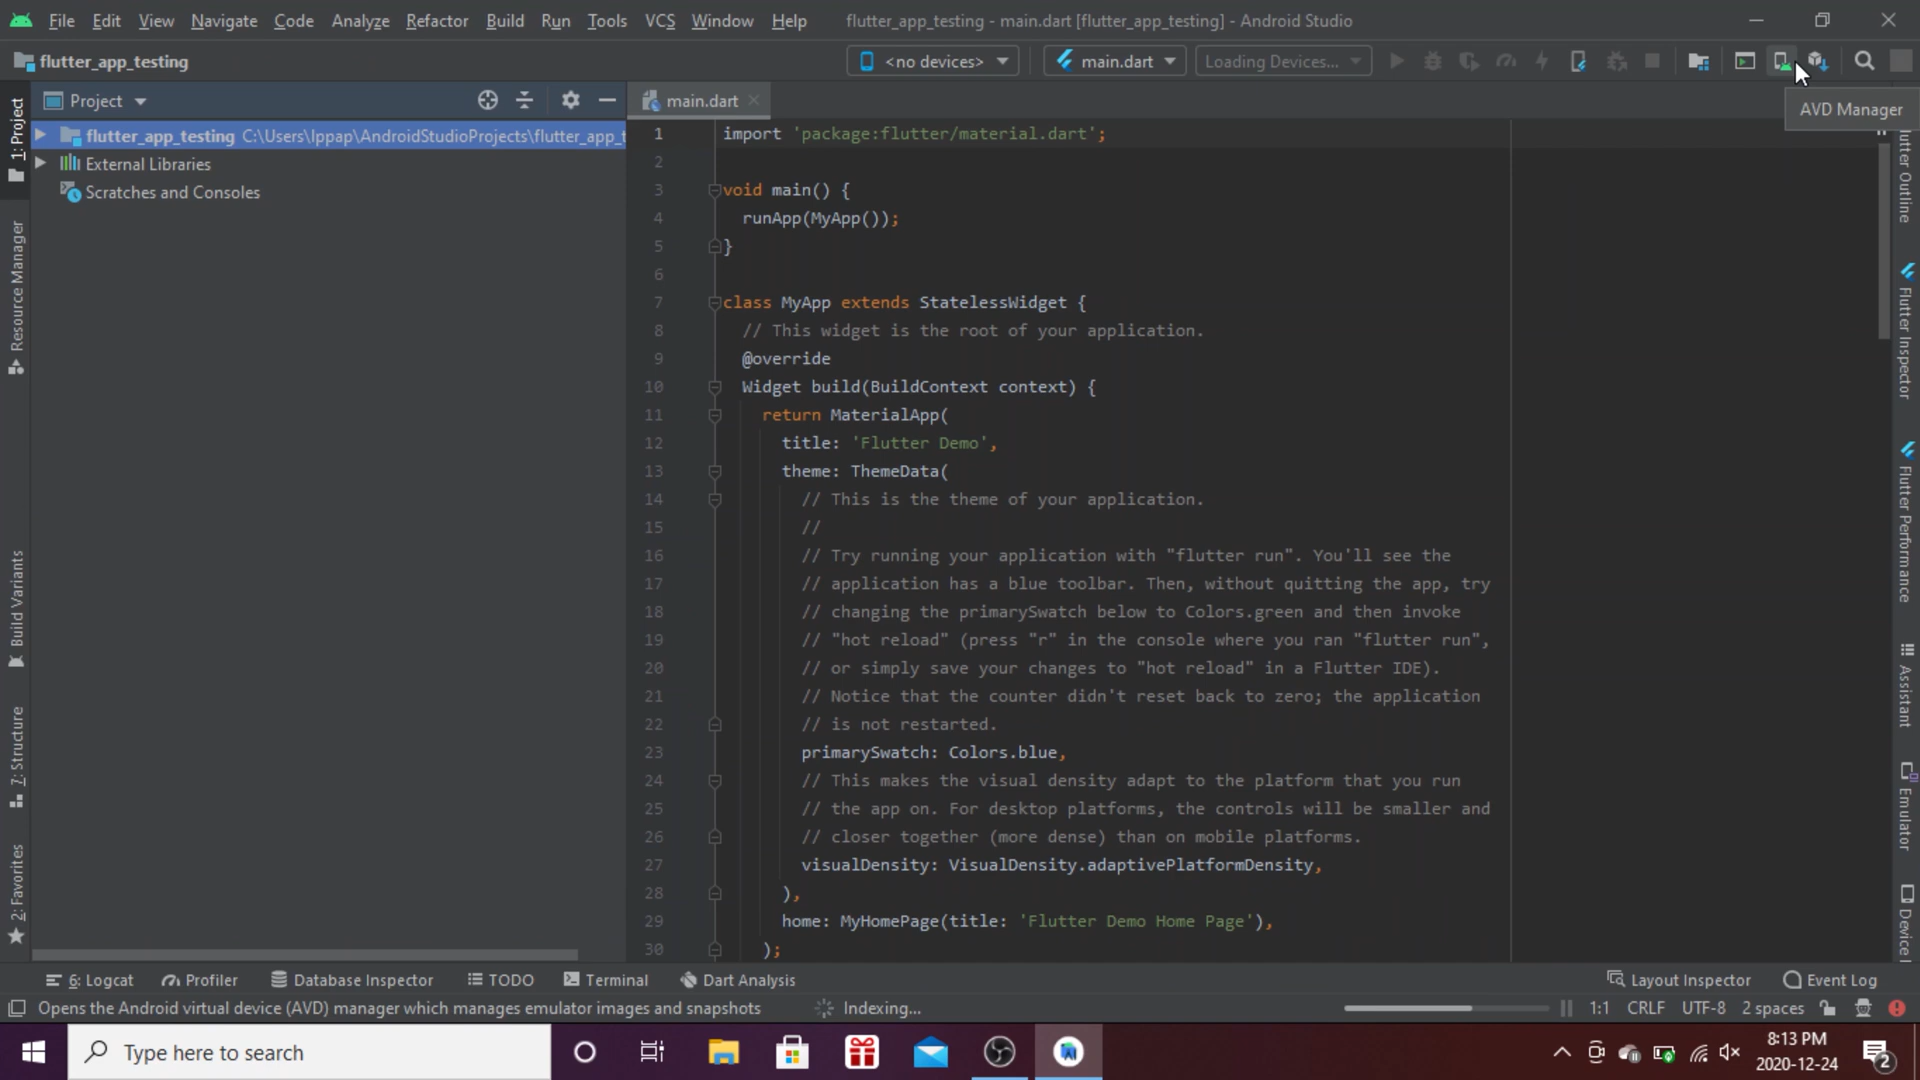 File Edit View Navigate Code Analyze Refactor Build Run Tools VCS Window Help flutter_app_testing - main.dart [flutter_app_testing] - Android Studio
flutter_app_testing <no devices> main.dart Loading Devices...
AVD Manager
1: Project
Resource Manager
Build Variants
7: Structure
2: Favorites
Project
flutter_app_testing C:\Users\Ippap\AndroidStudioProjects\flutter_app_t
External Libraries
Scratches and Consoles
main.dart
1 import 'package:flutter/material.dart';
2
3 void main() {
4 runApp(MyApp());
5 }
6
7 class MyApp extends StatelessWidget {
8 // This widget is the root of your application.
9 @override
10 Widget build(BuildContext context) {
11 return MaterialApp(
12 title: 'Flutter Demo',
13 theme: ThemeData(
14 // This is the theme of your application.
15 //
16 // Try running your application with "flutter run". You'll see the
17 // application has a blue toolbar. Then, without quitting the app, try
18 // changing the primarySwatch below to Colors.green and then invoke
19 // "hot reload" (press "r" in the console where you ran "flutter run",
20 // or simply save your changes to "hot reload" in a Flutter IDE).
21 // Notice that the counter didn't reset back to zero; the application
22 // is not restarted.
23 primarySwatch: Colors.blue,
24 // This makes the visual density adapt to the platform that you run
25 // the app on. For desktop platforms, the controls will be smaller and
26 // closer together (more dense) than on mobile platforms.
27 visualDensity: VisualDensity.adaptivePlatformDensity,
28 ),
29 home: MyHomePage(title: 'Flutter Demo Home Page'),
30 );
utter Outline
Flutter Inspector
Flutter Performance
Assistant
Emulator
Device
6: Logcat Profiler Database Inspector TODO Terminal Dart Analysis Layout Inspector Event Log
Opens the Android virtual device (AVD) manager which manages emulator images and snapshots Indexing... 1:1 CRLF UTF-8 2 spaces
Type here to search
8:13 PM
2020-12-24
2